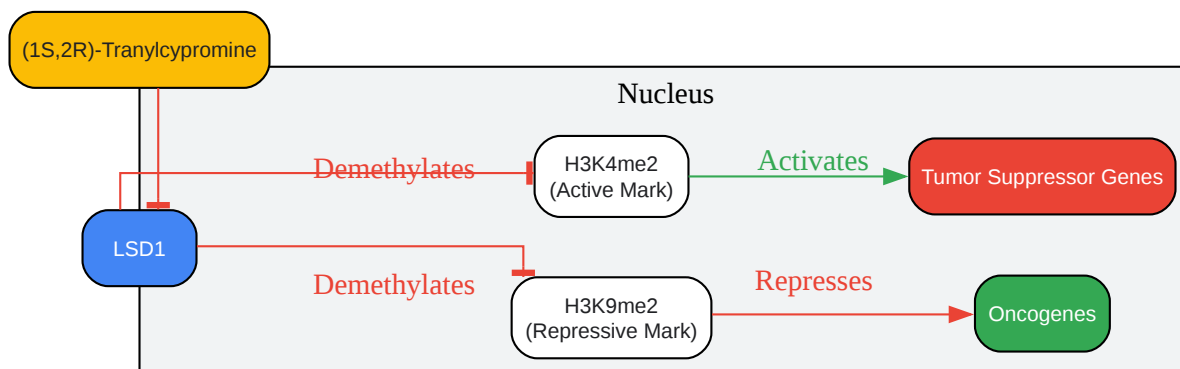 (1S,2R)-Tranylcypromine
Nucleus
Demethylates
H3K4me2
(Active Mark)
Activates
Tumor Suppressor Genes
LSD1
Demethylates
H3K9me2
(Repressive Mark)
Represses
Oncogenes